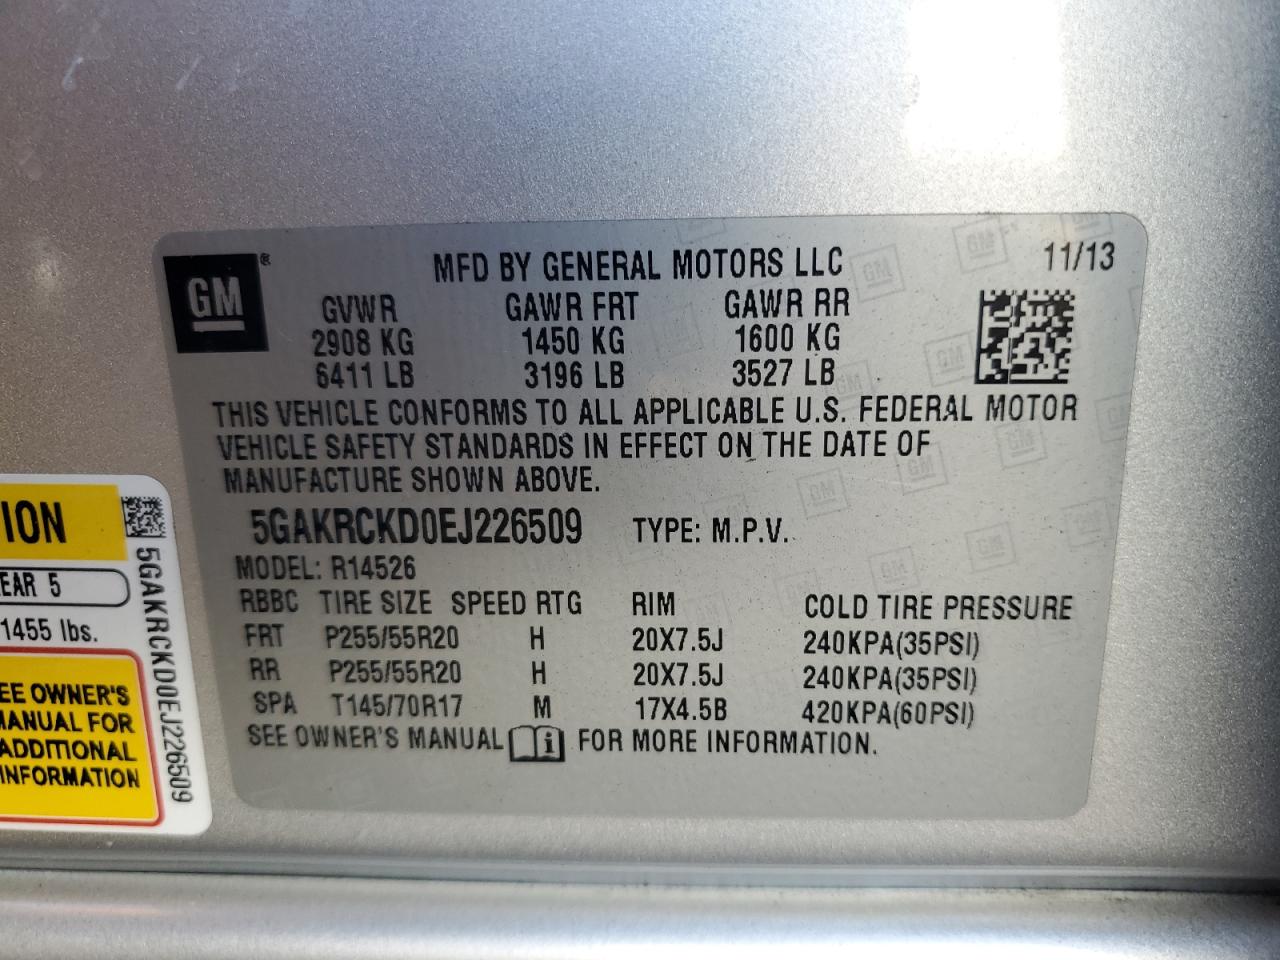 GM ®
MFD BY GENERAL MOTORS LLC 11/13
GVWR GAWR FRT GAWR RR
2908 KG 1450 KG 1600 KG
6411 LB 3196 LB 3527 LB
THIS VEHICLE CONFORMS TO ALL APPLICABLE U.S. FEDERAL MOTOR
VEHICLE SAFETY STANDARDS IN EFFECT ON THE DATE OF
MANUFACTURE SHOWN ABOVE.
5GAKRCKD0EJ226509 TYPE: M.P.V.
MODEL: R14526
RBBC TIRE SIZE SPEED RTG RIM COLD TIRE PRESSURE
FRT P255/55R20 H 20X7.5J 240KPA(35PSI)
RR P255/55R20 H 20X7.5J 240KPA(35PSI)
SPA T145/70R17 M 17X4.5B 420KPA(60PSI)
SEE OWNER'S MANUAL i FOR MORE INFORMATION.
ION
EAR 5
1455 lbs.
EE OWNER'S
ANUAL FOR
ADDITIONAL
INFORMATION
5GAKRCKD0EJ226509